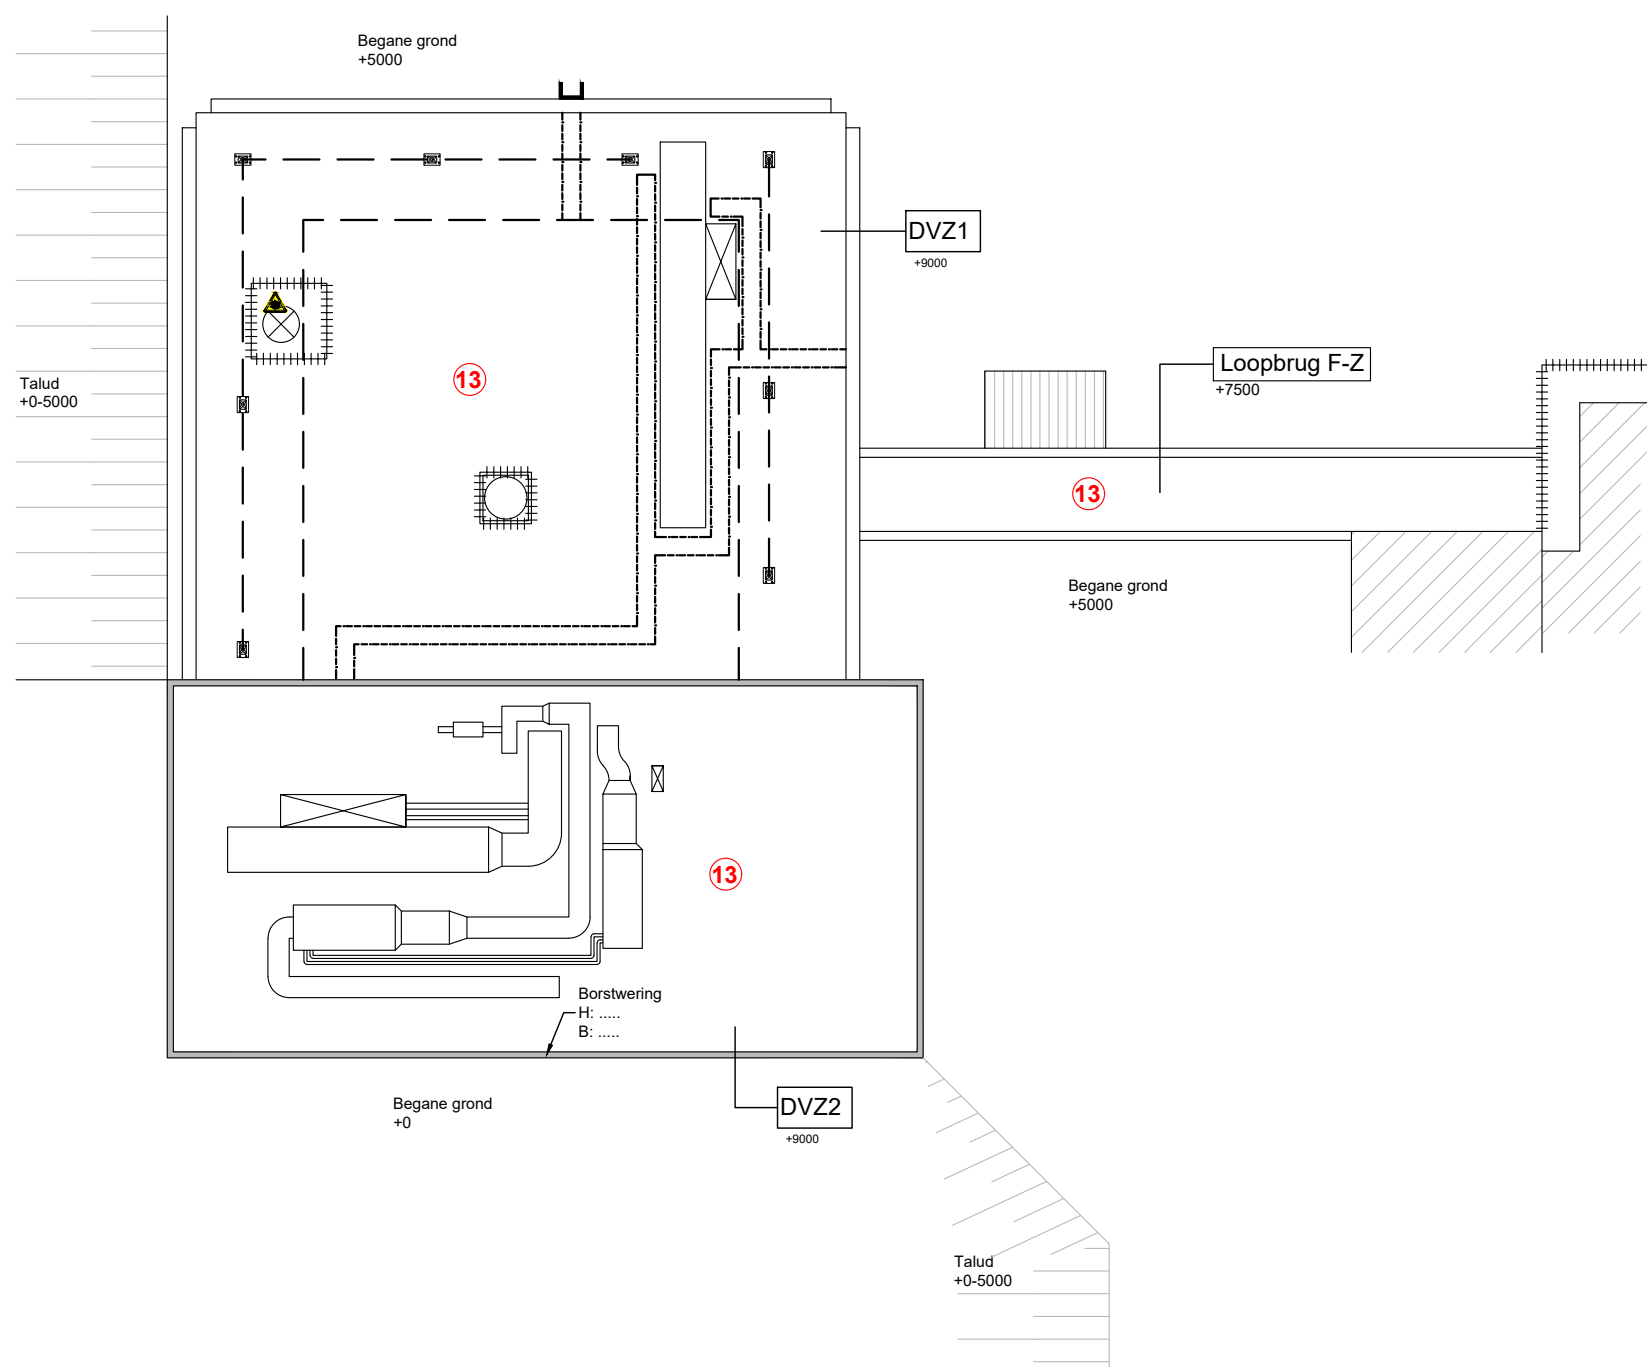 Begane grond
+5000
DVZ1
+9000
13
Talud
+0-5000
Loopbrug F-Z
+7500
13
Begane grond
+5000
13
Borstwering
H: .....
B: .....
Begane grond
+0
DVZ2
+9000
Talud
+0-5000